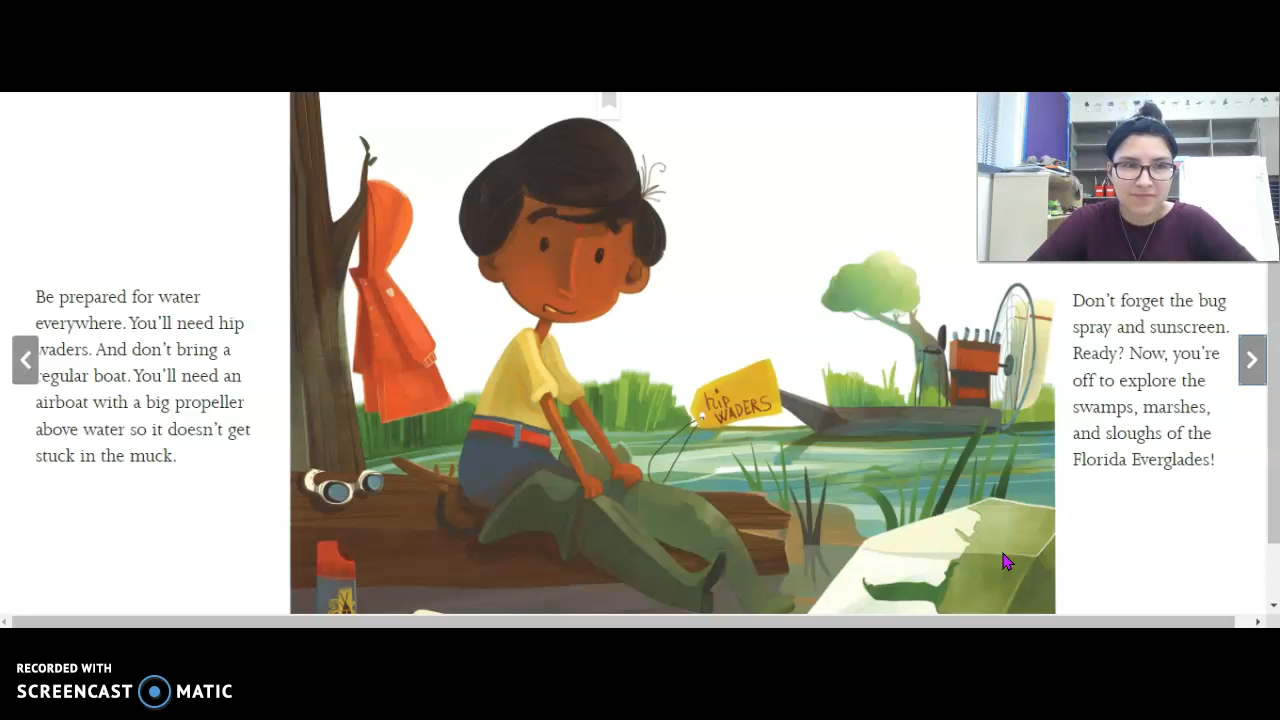 Be prepared for water
everywhere. You'll need hip
waders. And don't bring a
regular boat. You'll need an
airboat with a big propeller
above water so it doesn't get
stuck in the muck.
hip
WADERS
Don't forget the bug
spray and sunscreen.
Ready? Now, you're
off to explore the
swamps, marshes,
and sloughs of the
Florida Everglades!
RECORDED WITH
SCREENCAST MATIC